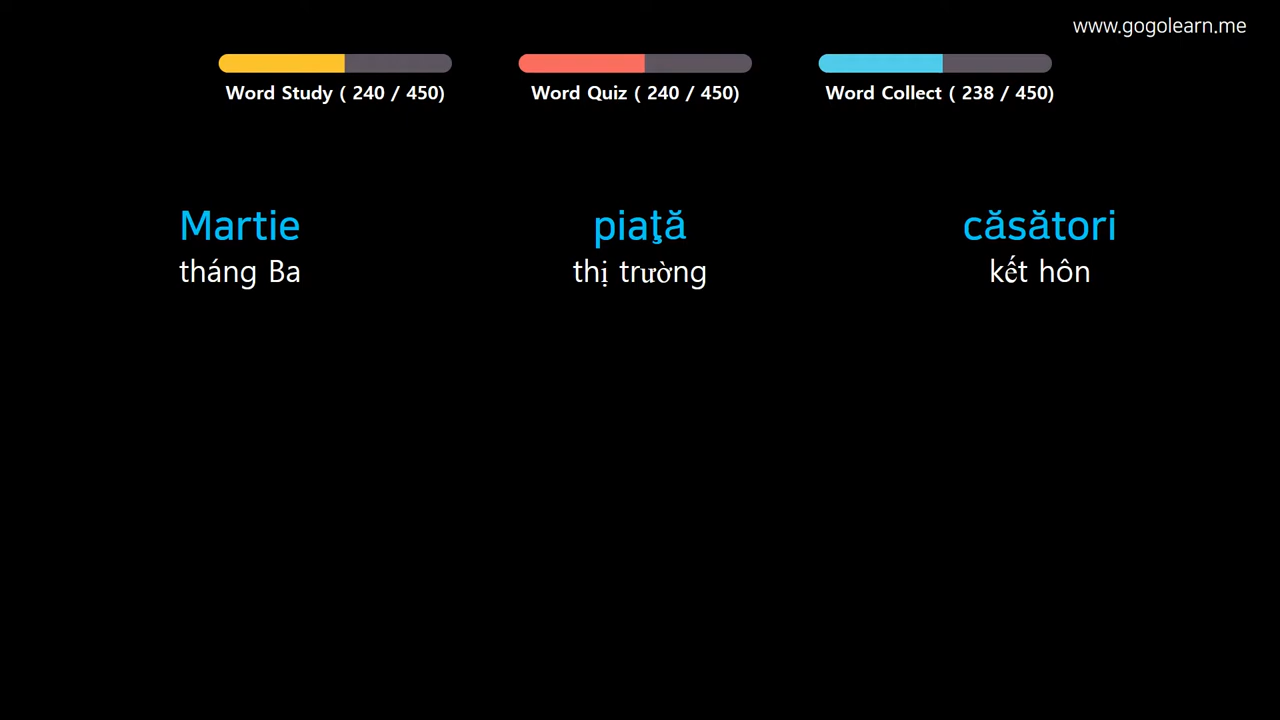 www.gogolearn.me
Word Study ( 240 / 450)
Word Quiz ( 240 / 450)
Word Collect ( 238 / 450)
Martie
tháng Ba
piaţă
thị trường
căsători
kết hôn